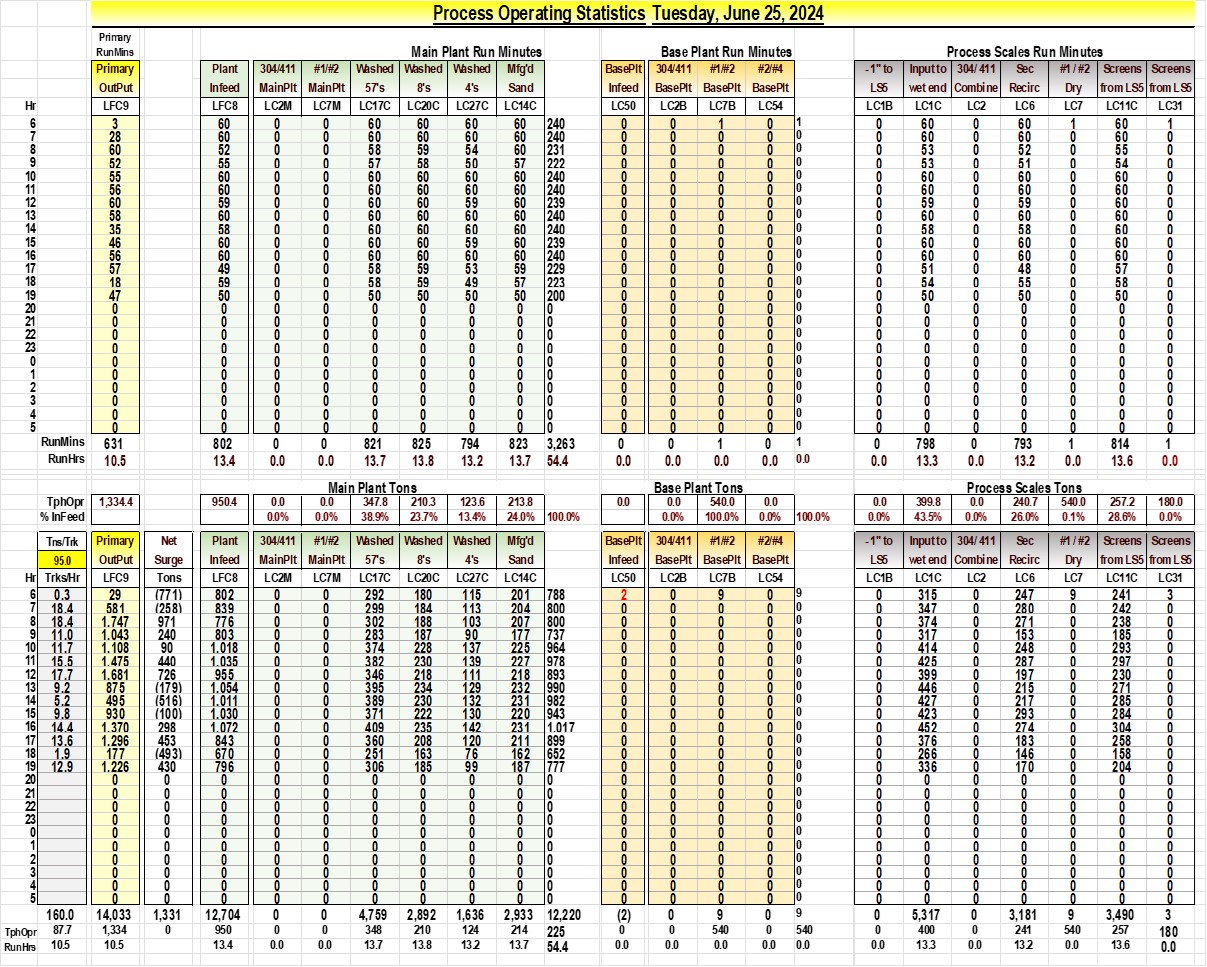 Process Operating Statistics Tuesday, June 25, 2024
Primary
RunMins Main Plant Run Minutes Base Plant Run Minutes Process Scales Run Minutes
Primary Plant 304/411 #1/#2 Washed Washed Washed Mfg'd BasePlt 304/411 #1/#2 #2/#4 -1" to Input to 304/ 411 Sec #1 / #2 Screens Screens
OutPut Infeed MainPlt MainPlt 57's 8's 4's Sand Infeed BasePlt BasePlt BasePlt LS5 wet end Combine Recirc Dry from LS5 from LS5
Hr LFC9 LFC8 LC2M LC7M LC17C LC20C LC27C LC14C LC50 LC2B LC7B LC54 LC1B LC1C LC2 LC6 LC7 LC11C LC31
6 3 60 0 0 60 60 60 60 240 0 0 1 0 1 0 60 0 60 1 60 1
7 28 60 0 0 60 60 60 60 240 0 0 0 0 0 0 60 0 60 0 60 0
8 60 52 0 0 58 59 54 60 231 0 0 0 0 0 0 53 0 52 0 55 0
9 52 55 0 0 57 58 50 57 222 0 0 0 0 0 0 53 0 51 0 54 0
10 55 60 0 0 60 60 60 60 240 0 0 0 0 0 0 60 0 60 0 60 0
11 56 60 0 0 60 60 60 60 240 0 0 0 0 0 0 60 0 60 0 60 0
12 60 59 0 0 60 60 59 60 239 0 0 0 0 0 0 59 0 59 0 60 0
13 58 60 0 0 60 60 60 60 240 0 0 0 0 0 0 60 0 60 0 60 0
14 35 58 0 0 60 60 60 60 240 0 0 0 0 0 0 58 0 58 0 60 0
15 46 60 0 0 60 60 59 60 239 0 0 0 0 0 0 60 0 60 0 60 0
16 56 60 0 0 60 60 60 60 240 0 0 0 0 0 0 60 0 60 0 60 0
17 57 49 0 0 58 59 53 59 229 0 0 0 0 0 0 51 0 48 0 57 0
18 18 59 0 0 58 59 49 57 223 0 0 0 0 0 0 54 0 55 0 58 0
19 47 50 0 0 50 50 50 50 200 0 0 0 0 0 0 50 0 50 0 50 0
20 0 0 0 0 0 0 0 0 0 0 0 0 0 0 0 0 0 0 0 0 0
21 0 0 0 0 0 0 0 0 0 0 0 0 0 0 0 0 0 0 0 0 0
22 0 0 0 0 0 0 0 0 0 0 0 0 0 0 0 0 0 0 0 0 0
23 0 0 0 0 0 0 0 0 0 0 0 0 0 0 0 0 0 0 0 0 0
0 0 0 0 0 0 0 0 0 0 0 0 0 0 0 0 0 0 0 0 0 0
1 0 0 0 0 0 0 0 0 0 0 0 0 0 0 0 0 0 0 0 0 0
2 0 0 0 0 0 0 0 0 0 0 0 0 0 0 0 0 0 0 0 0 0
3 0 0 0 0 0 0 0 0 0 0 0 0 0 0 0 0 0 0 0 0 0
4 0 0 0 0 0 0 0 0 0 0 0 0 0 0 0 0 0 0 0 0 0
5 0 0 0 0 0 0 0 0 0 0 0 0 0 0 0 0 0 0 0 0 0
RunMins 631 802 0 0 821 825 794 823 3,263 0 0 1 0 1 0 798 0 793 1 814 1
RunHrs 10.5 13.4 0.0 0.0 13.7 13.8 13.2 13.7 54.4 0.0 0.0 0.0 0.0 0.0 0.0 13.3 0.0 13.2 0.0 13.6 0.0
Main Plant Tons Base Plant Tons Process Scales Tons
TphOpr 1,334.4 950.4 0.0 0.0 347.8 210.3 123.6 213.8 0.0 0.0 540.0 0.0 0.0 399.8 0.0 240.7 540.0 257.2 180.0
% InFeed 0.0% 0.0% 38.9% 23.7% 13.4% 24.0% 100.0% 0.0% 100.0% 0.0% 100.0% 0.0% 43.5% 0.0% 26.0% 0.1% 28.6% 0.0%
Tns/Trk Primary Net Plant 304/411 #1/#2 Washed Washed Washed Mfg'd BasePlt 304/411 #1/#2 #2/#4 -1" to Input to 304/ 411 Sec #1 / #2 Screens Screens
95.0 OutPut Surge Infeed MainPlt MainPlt 57's 8's 4's Sand Infeed BasePlt BasePlt BasePlt LS5 wet end Combine Recirc Dry from LS5 from LS5
Hr Trks/Hr LFC9 Tons LFC8 LC2M LC7M LC17C LC20C LC27C LC14C LC50 LC2B LC7B LC54 LC1B LC1C LC2 LC6 LC7 LC11C LC31
6 0.3 29 (771) 802 0 0 292 180 115 201 788 2 0 9 0 9 0 315 0 247 9 241 3
7 18.4 581 (258) 839 0 0 299 184 113 204 800 0 0 0 0 0 0 347 0 280 0 242 0
8 18.4 1,747 971 776 0 0 302 188 103 207 800 0 0 0 0 0 0 374 0 271 0 238 0
9 11.0 1,043 240 803 0 0 283 187 90 177 737 0 0 0 0 0 0 317 0 153 0 185 0
10 11.7 1,108 90 1,018 0 0 374 228 137 225 964 0 0 0 0 0 0 414 0 248 0 293 0
11 15.5 1,475 440 1,035 0 0 382 230 139 227 978 0 0 0 0 0 0 425 0 287 0 297 0
12 17.7 1,681 726 955 0 0 346 218 111 218 893 0 0 0 0 0 0 399 0 197 0 230 0
13 9.2 875 (179) 1,054 0 0 395 234 129 232 990 0 0 0 0 0 0 446 0 215 0 271 0
14 5.2 495 (516) 1,011 0 0 389 230 132 231 982 0 0 0 0 0 0 427 0 217 0 285 0
15 9.8 930 (100) 1,030 0 0 371 222 130 220 943 0 0 0 0 0 0 423 0 293 0 284 0
16 14.4 1,370 298 1,072 0 0 409 235 142 231 1,017 0 0 0 0 0 0 452 0 274 0 304 0
17 13.6 1,296 453 843 0 0 360 208 120 211 899 0 0 0 0 0 0 376 0 183 0 258 0
18 1.9 177 (493) 670 0 0 251 163 76 162 652 0 0 0 0 0 0 266 0 146 0 158 0
19 12.9 1,226 430 796 0 0 306 185 99 187 777 0 0 0 0 0 0 336 0 170 0 204 0
20 0 0 0 0 0 0 0 0 0 0 0 0 0 0 0 0 0 0 0 0 0 0
21 0 0 0 0 0 0 0 0 0 0 0 0 0 0 0 0 0 0 0 0 0 0
22 0 0 0 0 0 0 0 0 0 0 0 0 0 0 0 0 0 0 0 0 0 0
23 0 0 0 0 0 0 0 0 0 0 0 0 0 0 0 0 0 0 0 0 0 0
0 0 0 0 0 0 0 0 0 0 0 0 0 0 0 0 0 0 0 0 0 0 0
1 0 0 0 0 0 0 0 0 0 0 0 0 0 0 0 0 0 0 0 0 0 0
2 0 0 0 0 0 0 0 0 0 0 0 0 0 0 0 0 0 0 0 0 0 0
3 0 0 0 0 0 0 0 0 0 0 0 0 0 0 0 0 0 0 0 0 0 0
4 0 0 0 0 0 0 0 0 0 0 0 0 0 0 0 0 0 0 0 0 0 0
5 0 0 0 0 0 0 0 0 0 0 0 0 0 0 0 0 0 0 0 0 0 0
160.0 14,033 1,331 12,704 0 0 4,759 2,892 1,636 2,933 12,220 (2) 0 9 0 9 0 5,317 0 3,181 9 3,490 3
TphOpr 87.7 1,334 0 950 0 0 348 210 124 214 225 0 0 540 0 540 0 400 0 241 540 257 180
RunHrs 10.5 10.5 13.4 0.0 0.0 13.7 13.8 13.2 13.7 54.4 0.0 0.0 0.0 0.0 0.0 13.3 0.0 13.2 0.0 13.6 0.0